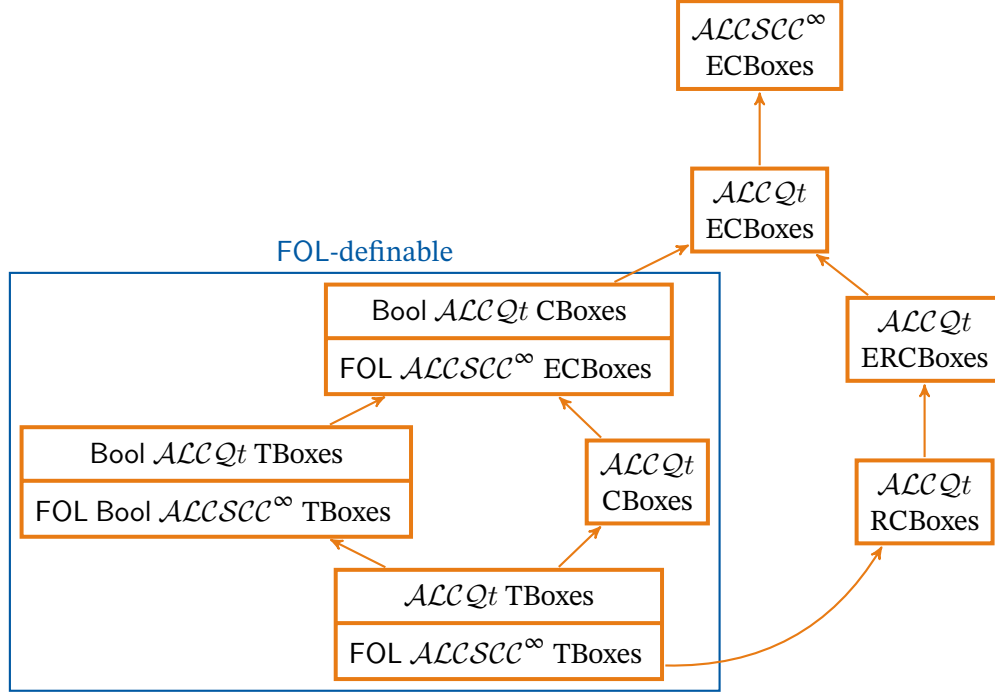 𝒜ℒ𝒞𝒮𝒞𝒞^∞
ECBoxes
𝒜ℒ𝒞𝒬t
ECBoxes
FOL-definable
Bool 𝒜ℒ𝒞𝒬t CBoxes
FOL 𝒜ℒ𝒞𝒮𝒞𝒞^∞ ECBoxes
𝒜ℒ𝒞𝒬t
ERCBoxes
Bool 𝒜ℒ𝒞𝒬t TBoxes
FOL Bool 𝒜ℒ𝒞𝒮𝒞𝒞^∞ TBoxes
𝒜ℒ𝒞𝒬t
CBoxes
𝒜ℒ𝒞𝒬t
RCBoxes
𝒜ℒ𝒞𝒬t TBoxes
FOL 𝒜ℒ𝒞𝒮𝒞𝒞^∞ TBoxes